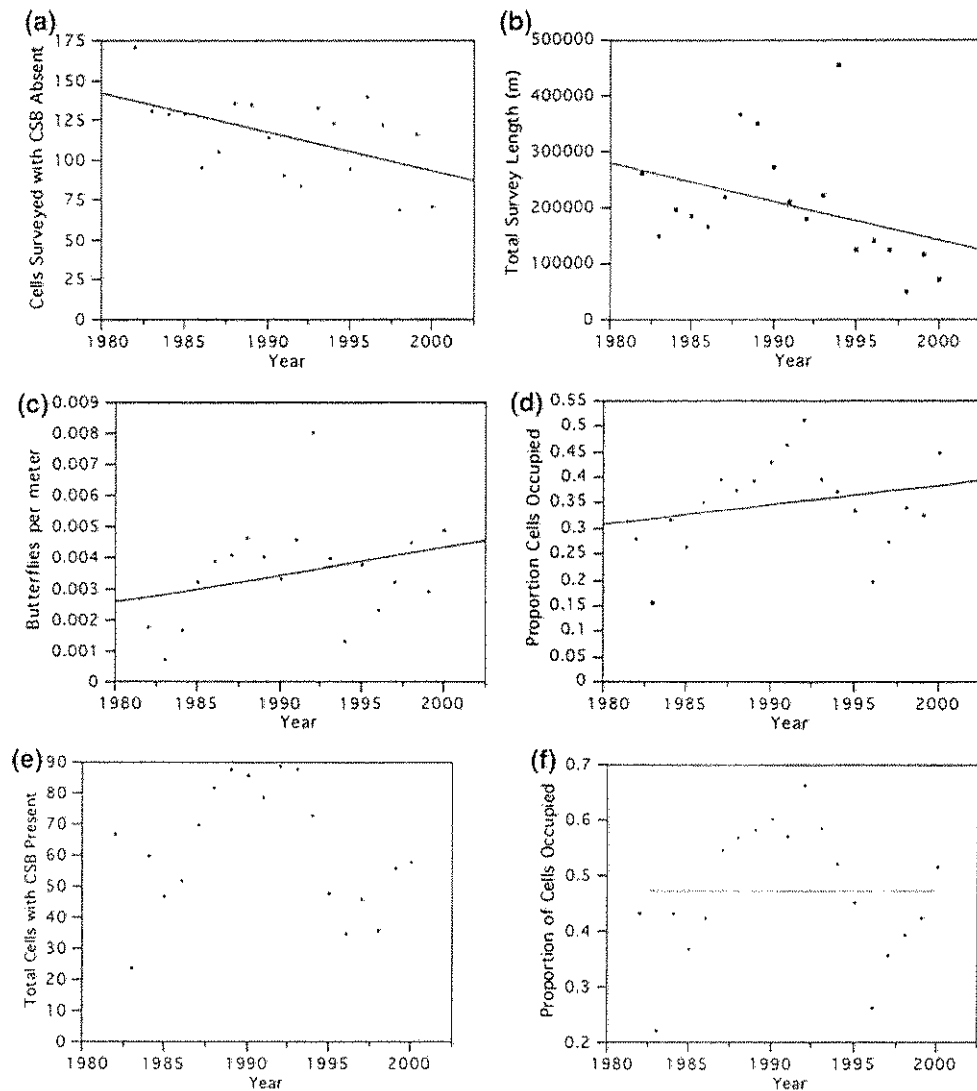 (a)
Cells Surveyed with CSB Absent
175
150
125
100
75
50
25
0
1980 1985 1990 1995 2000
Year
(b)
Total Survey Length (m)
500000
400000
300000
200000
100000
0
1980 1985 1990 1995 2000
Year
(c)
Butterflies per meter
0.009
0.008
0.007
0.006
0.005
0.004
0.003
0.002
0.001
0
1980 1985 1990 1995 2000
Year
(d)
Proportion Cells Occupied
0.55
0.5
0.45
0.4
0.35
0.3
0.25
0.2
0.15
0.1
0.05
0
1980 1985 1990 1995 2000
Year
(e)
Total Cells with CSB Present
90
80
70
60
50
40
30
20
10
0
1980 1985 1990 1995 2000
Year
(f)
Proportion of Cells Occupied
0.7
0.6
0.5
0.4
0.3
0.2
1980 1985 1990 1995 2000
Year